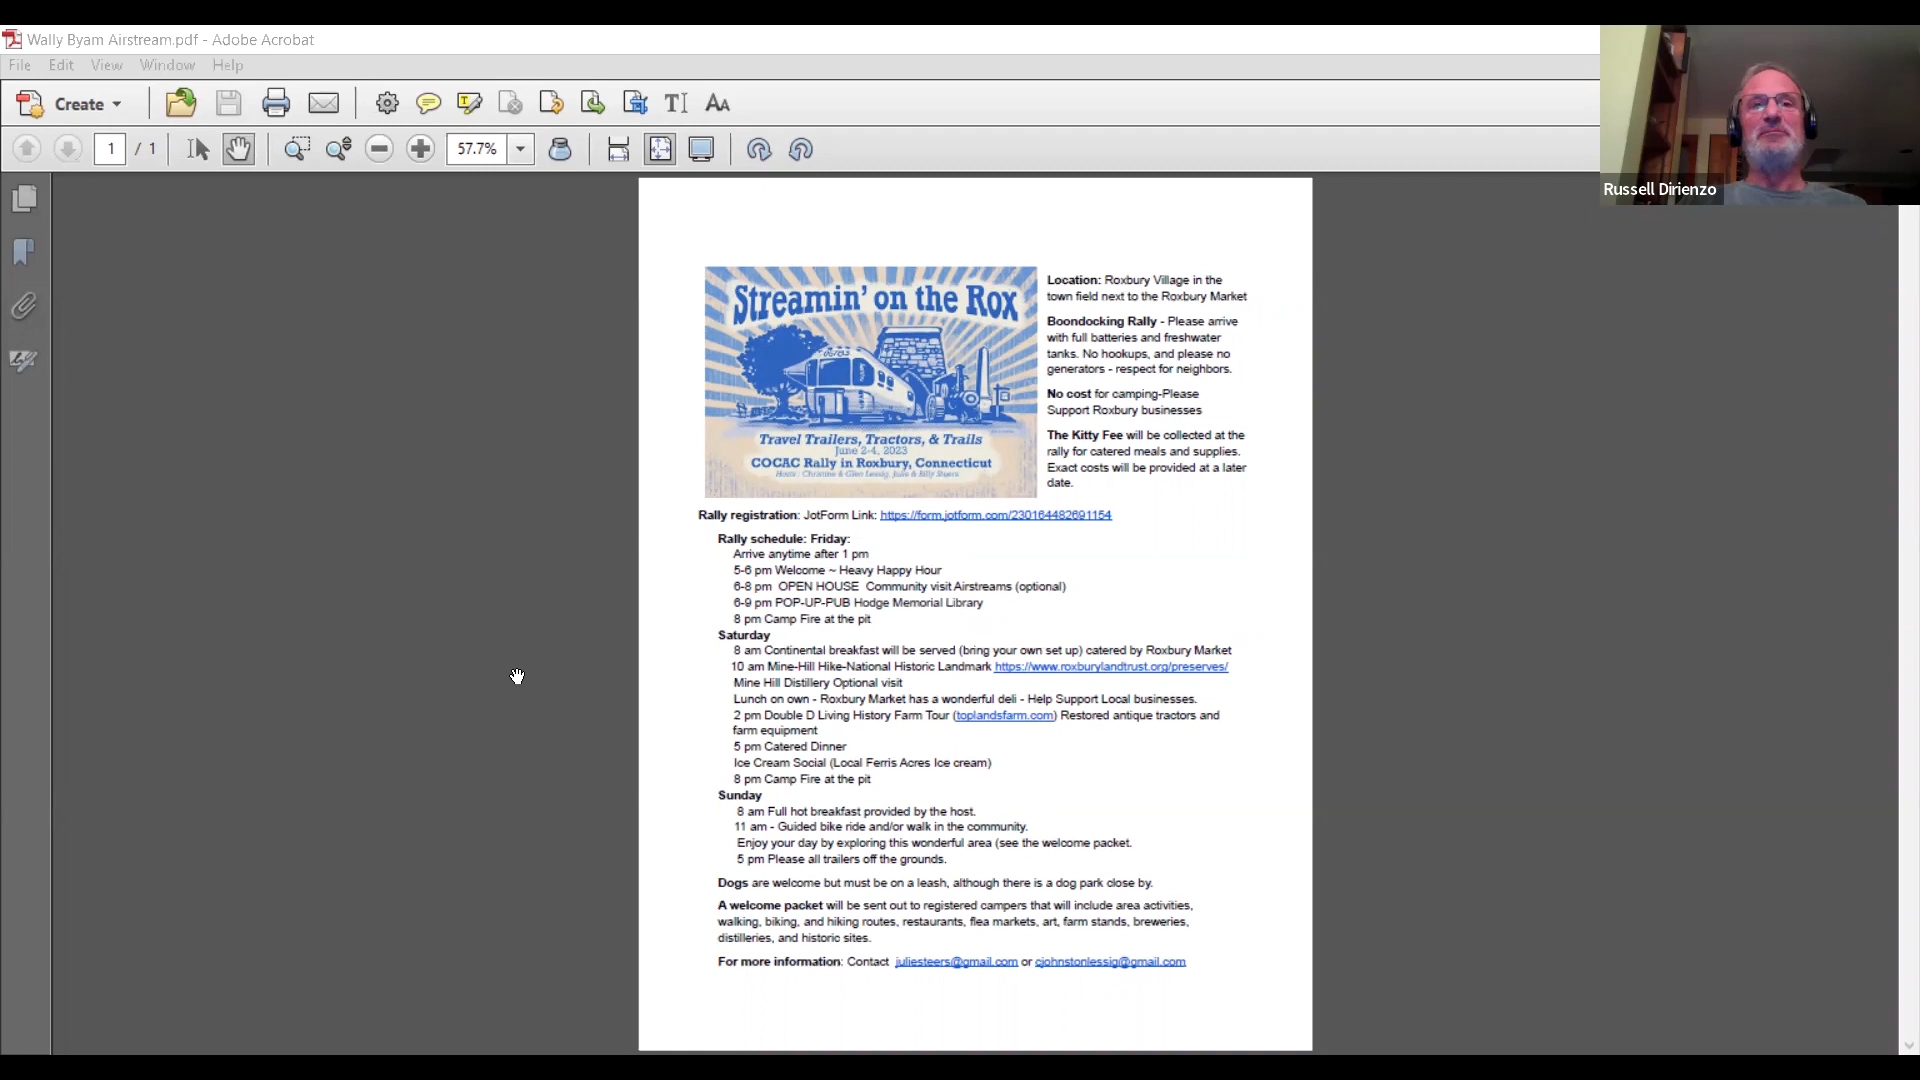 Wally Byam Airstream.pdf - Adobe Acrobat
File Edit View Window Help
Create
1 / 1
57.7%
Russell Dirienzo
Streamin' on the Rox
Travel Trailers, Tractors, & Trails
June 2-4, 2023
COCAC Rally in Roxbury, Connecticut
Hosts : Christine & Glen Lessig, Julie & Billy Steers
Location: Roxbury Village in the
town field next to the Roxbury Market
Boondocking Rally - Please arrive
with full batteries and freshwater
tanks. No hookups, and please no
generators - respect for neighbors.
No cost for camping-Please
Support Roxbury businesses
The Kitty Fee will be collected at the
rally for catered meals and supplies.
Exact costs will be provided at a later
date.
Rally registration: JotForm Link: https://form.jotform.com/230164482691154
Rally schedule: Friday:
Arrive anytime after 1 pm
5-6 pm Welcome ~ Heavy Happy Hour
6-8 pm OPEN HOUSE Community visit Airstreams (optional)
6-9 pm POP-UP-PUB Hodge Memorial Library
8 pm Camp Fire at the pit
Saturday
8 am Continental breakfast will be served (bring your own set up) catered by Roxbury Market
10 am Mine-Hill Hike-National Historic Landmark https://www.roxburylandtrust.org/preserves/
Mine Hill Distillery Optional visit
Lunch on own - Roxbury Market has a wonderful deli - Help Support Local businesses.
2 pm Double D Living History Farm Tour (toplandsfarm.com) Restored antique tractors and
farm equipment
5 pm Catered Dinner
Ice Cream Social (Local Ferris Acres Ice cream)
8 pm Camp Fire at the pit
Sunday
8 am Full hot breakfast provided by the host.
11 am - Guided bike ride and/or walk in the community.
Enjoy your day by exploring this wonderful area (see the welcome packet.
5 pm Please all trailers off the grounds.
Dogs are welcome but must be on a leash, although there is a dog park close by.
A welcome packet will be sent out to registered campers that will include area activities,
walking, biking, and hiking routes, restaurants, flea markets, art, farm stands, breweries,
distilleries, and historic sites.
For more information: Contact juliesteers@gmail.com or cjohnstonlessig@gmail.com